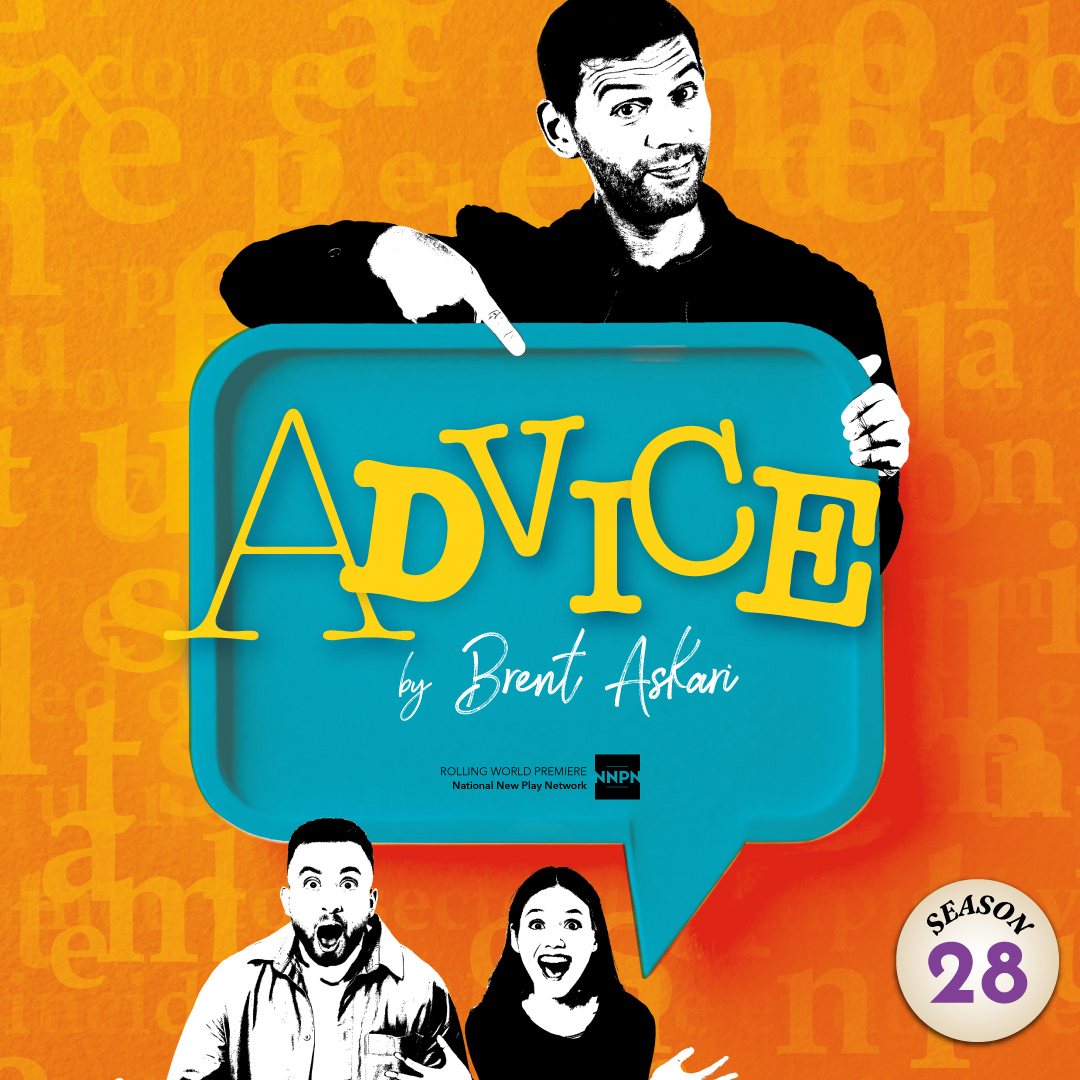 ADVICE
by Brent Askari
ROLLING WORLD PREMIERE
National New Play Network
NNPN
SEASON
28